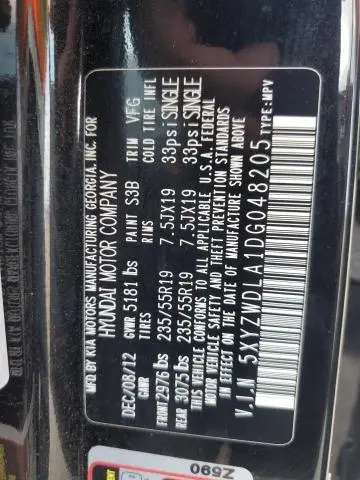 MFD.BY KIA MOTORS MANUFACTURING GEORGIA, INC. FOR
HYUNDAI MOTOR COMPANY
DEC/08/12 GVWR 5181 lbs PAINT S3B TRIM VFG
GAWR TIRES COLD TIRE INFL
FRONT 2976 lbs 235/55R19 7.5JX19 33psi SINGLE
REAR 3075 lbs 235/55R19 7.5JX19 33psi SINGLE
THIS VEHICLE CONFORMS TO ALL APPLICABLE U.S.A. FEDERAL
MOTOR VEHICLE SAFETY AND THEFT PREVENTION STANDARDS IN
EFFECT ON THE DATE OF MANUFACTURE SHOWN ABOVE.
V.I.N 5XYZWDLA1DG048205 TYPE:MPV
Z590